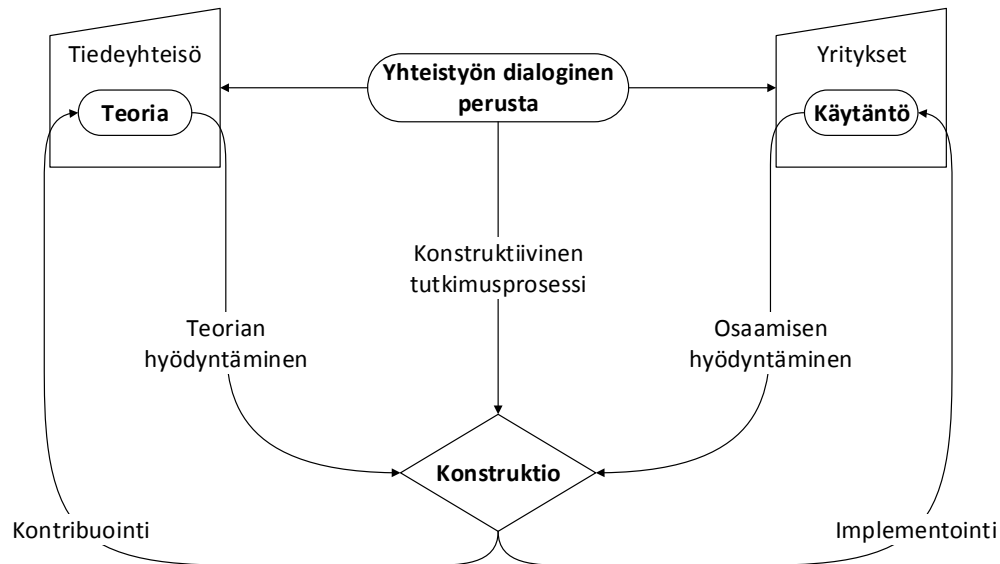 Tiedeyhteisö
Teoria
Yhteistyön dialoginen
perusta
Yritykset
Käytäntö
Konstruktiivinen
tutkimusprosessi
Teorian
hyödyntäminen
Osaamisen
hyödyntäminen
Konstruktio
Kontribuointi
Implementointi